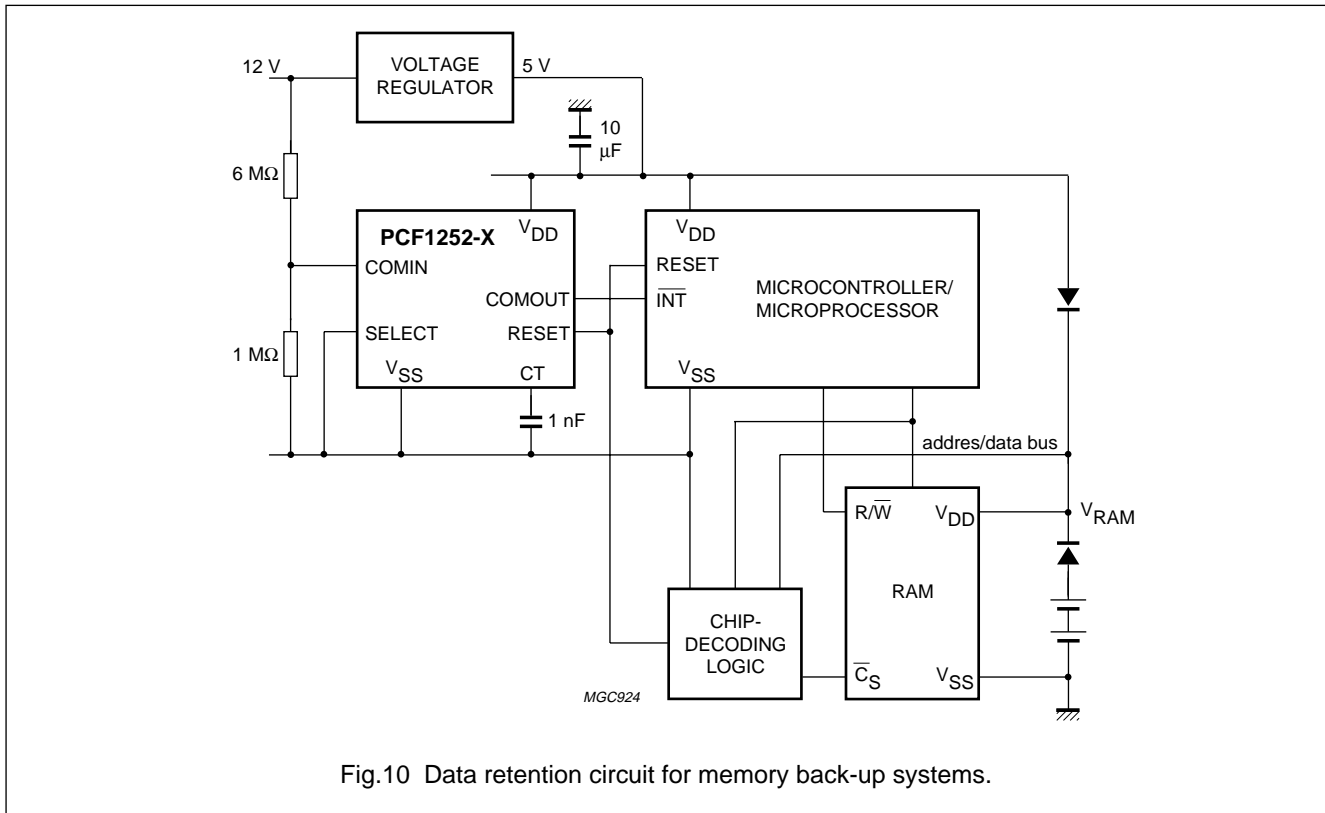 12 V
VOLTAGE
REGULATOR
5 V
10
μF
6 MΩ
1 MΩ
PCF1252-X
VDD
COMIN
COMOUT
SELECT
RESET
VSS
CT
1 nF
VDD
RESET
INT
MICROCONTROLLER/
MICROPROCESSOR
VSS
addres/data bus
R/W
VDD
VRAM
RAM
CHIP-
DECODING
LOGIC
CS
VSS
MGC924
Fig.10 Data retention circuit for memory back-up systems.